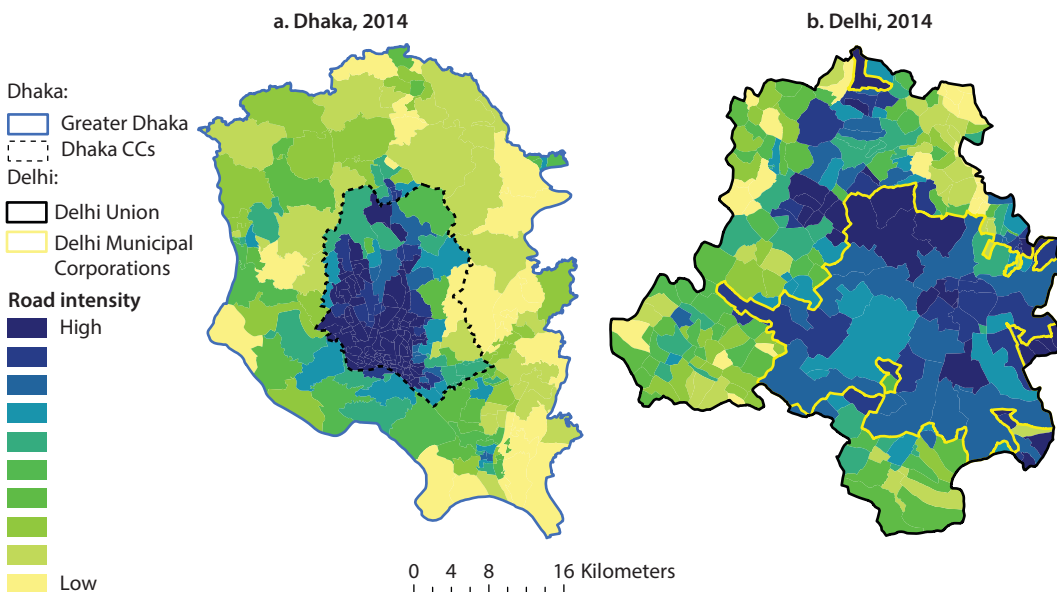 a. Dhaka, 2014
b. Delhi, 2014
Dhaka:
Greater Dhaka
Dhaka CCs
Delhi:
Delhi Union
Delhi Municipal
Corporations
Road intensity
High
Low
0 4 8 16 Kilometers